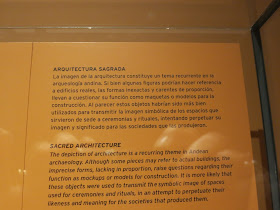 ARQUITECTURA SAGRADA
La imagen de la arquitectura constituye un tema recurrente en la
arqueología andina. Si bien algunas figuras podrían hacer referencia
a edificios reales, las formas inexactas y carentes de proporción,
llevan a cuestionar su función como maquetas o modelos para la
construcción. Al parecer estos objetos habrían sido más bien
utilizados para transmitir la imagen simbólica de los espacios que
sirvieron de sede a ceremonias y rituales, intentando perpetuar su
imagen y significado para las sociedades que las produjeron.
SACRED ARCHITECTURE
The depiction of architecture is a recurring theme in Andean
archaeology. Although some pieces may refer to actual buildings, the
imprecise forms, lacking in proportion, raise questions regarding their
function as mockups or models for construction. It is more likely that
these objects were used to transmit the symbolic image of spaces
used for ceremonies and rituals, in an attempt to perpetuate their
likeness and meaning for the societies that produced them.